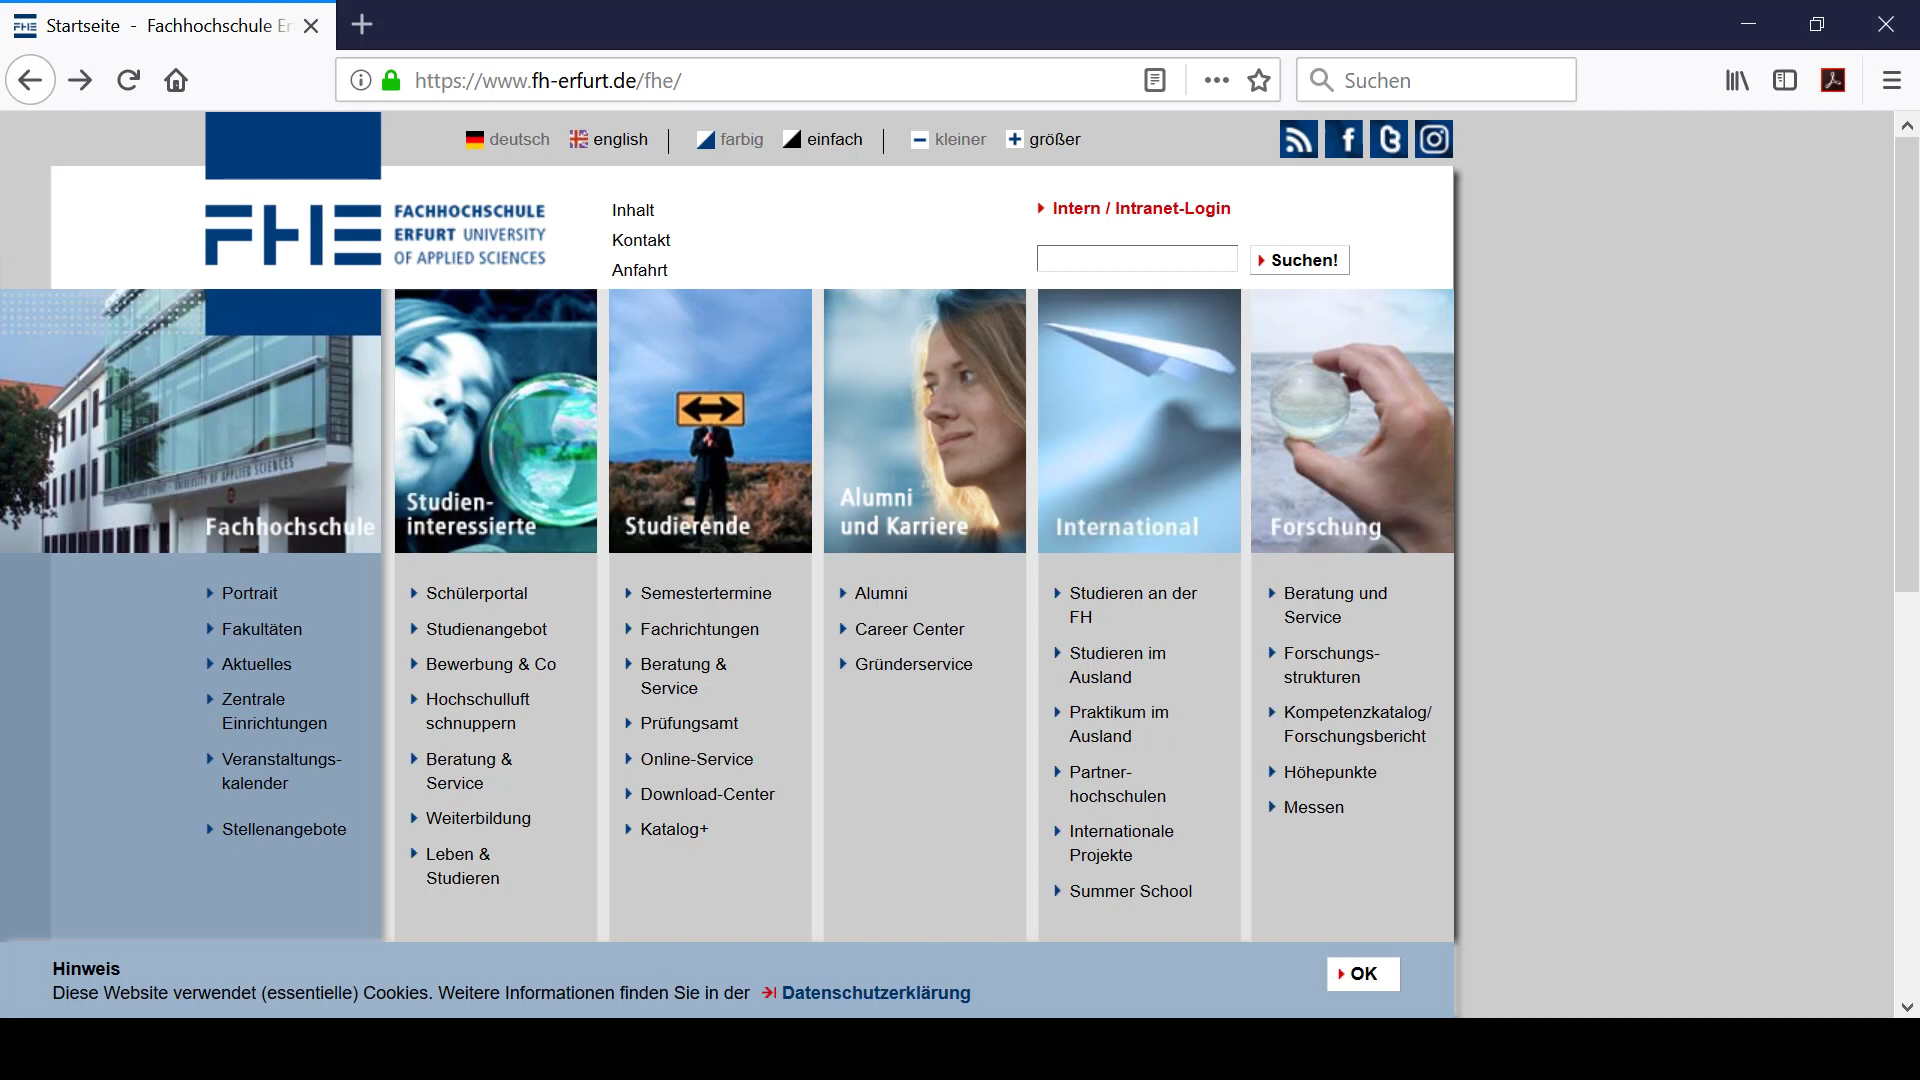 Startseite - Fachhochschule Er
https://www.fh-erfurt.de/fhe/
Suchen
deutsch english farbig einfach kleiner größer
FHE FACHHOCHSCHULE
ERFURT UNIVERSITY
OF APPLIED SCIENCES
Inhalt
Kontakt
Anfahrt
Intern / Intranet-Login
Suchen!
UNIVERSITY OF APPLIED SCIENCES
Fachhochschule
Studien-
interessierte
Studierende
Alumni
und Karriere
International
Forschung
Portrait
Fakultäten
Aktuelles
Zentrale
Einrichtungen
Veranstaltungs-
kalender
Stellenangebote
Schülerportal
Studienangebot
Bewerbung & Co
Hochschulluft
schnuppern
Beratung &
Service
Weiterbildung
Leben &
Studieren
Semestertermine
Fachrichtungen
Beratung &
Service
Prüfungsamt
Online-Service
Download-Center
Katalog+
Alumni
Career Center
Gründerservice
Studieren an der
FH
Studieren im
Ausland
Praktikum im
Ausland
Partner-
hochschulen
Internationale
Projekte
Summer School
Beratung und
Service
Forschungs-
strukturen
Kompetenzkatalog/
Forschungsbericht
Höhepunkte
Messen
Hinweis
Diese Website verwendet (essentielle) Cookies. Weitere Informationen finden Sie in der Datenschutzerklärung
OK